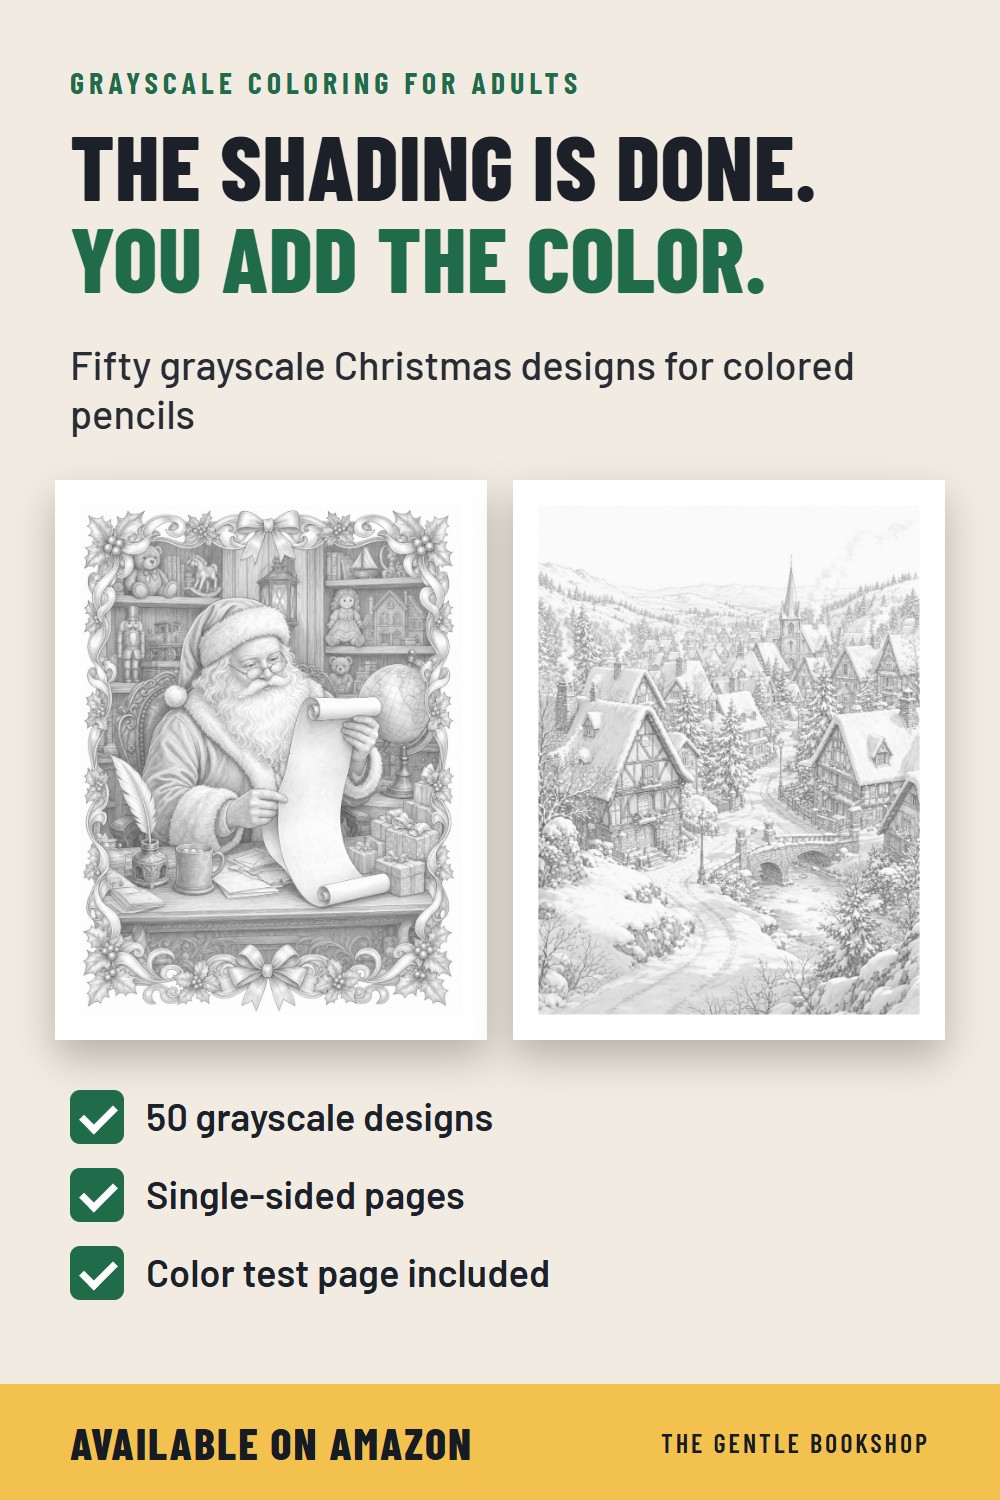 GRAYSCALE COLORING FOR ADULTS
THE SHADING IS DONE.
YOU ADD THE COLOR.
Fifty grayscale Christmas designs for colored
pencils
50 grayscale designs
Single-sided pages
Color test page included
AVAILABLE ON AMAZON
THE GENTLE BOOKSHOP